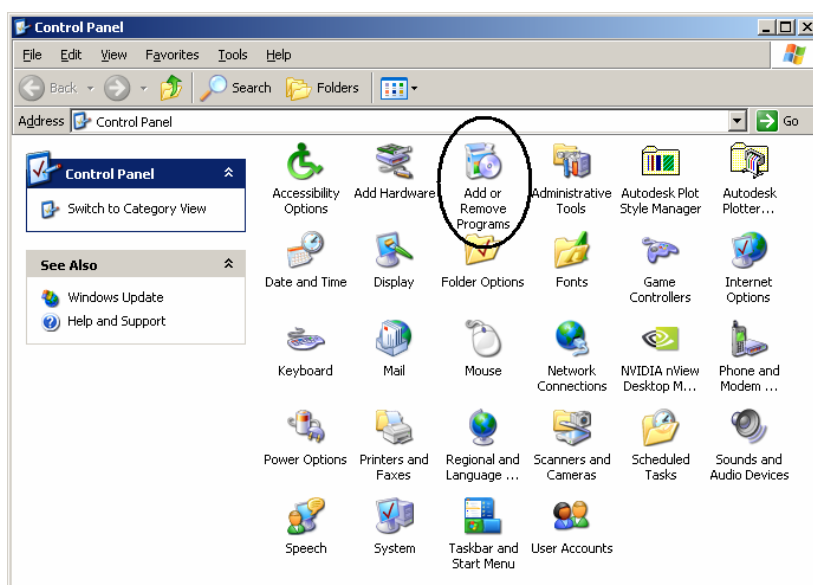 Control Panel
File Edit View Favorites Tools Help
Back Search Folders
Address Control Panel Go
Control Panel
Switch to Category View
See Also
Windows Update
Help and Support
Accessibility Options
Add Hardware
Add or Remove Programs
Administrative Tools
Autodesk Plot Style Manager
Autodesk Plotter...
Date and Time
Display
Folder Options
Fonts
Game Controllers
Internet Options
Keyboard
Mail
Mouse
Network Connections
NVIDIA nView Desktop M...
Phone and Modem ...
Power Options
Printers and Faxes
Regional and Language ...
Scanners and Cameras
Scheduled Tasks
Sounds and Audio Devices
Speech
System
Taskbar and Start Menu
User Accounts